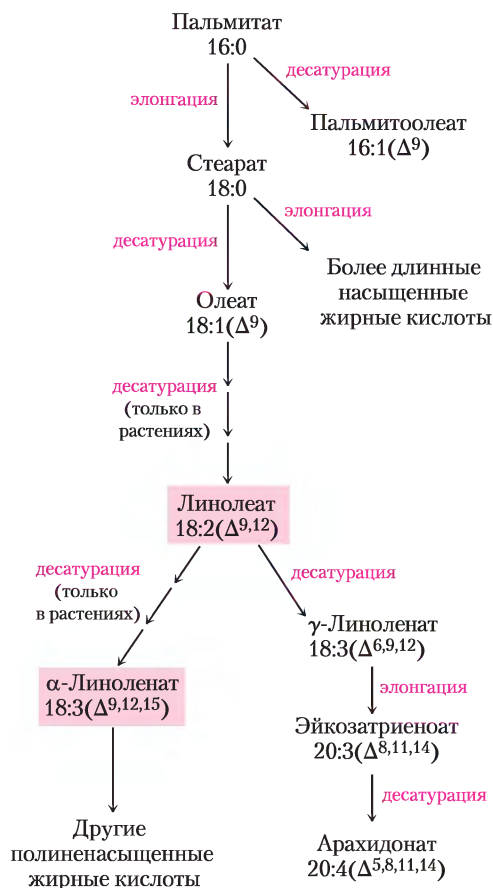 Пальмитат
16:0
десатурация
элонгация
Пальмитоолеат
16:1(Δ9)
Стеарат
18:0
элонгация
десатурация
Более длинные
насыщенные
жирные кислоты
Олеат
18:1(Δ9)
десатурация
(только в
растениях)
Линолеат
18:2(Δ9,12)
десатурация
(только
в растениях)
десатурация
γ-Линоленат
18:3(Δ6,9,12)
α-Линоленат
18:3(Δ9,12,15)
элонгация
Эйкозатриеноат
20:3(Δ8,11,14)
десатурация
Другие
полиненасыщенные
жирные кислоты
Арахидонат
20:4(Δ5,8,11,14)